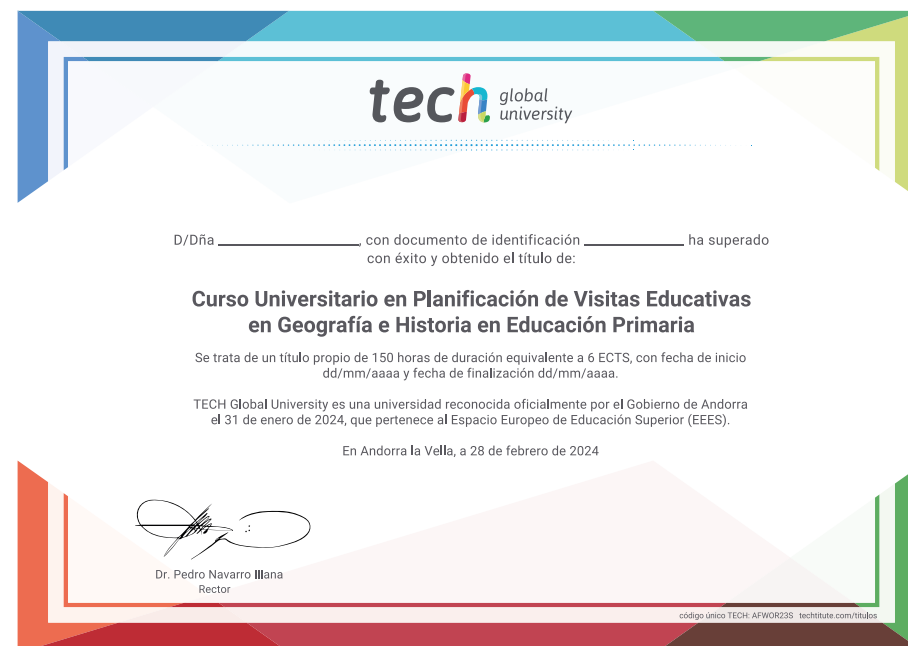 tech global
university
D/Dña ____________________, con documento de identificación ______________ ha superado
con éxito y obtenido el título de:
Curso Universitario en Planificación de Visitas Educativas
en Geografía e Historia en Educación Primaria
Se trata de un título propio de 150 horas de duración equivalente a 6 ECTS, con fecha de inicio
dd/mm/aaaa y fecha de finalización dd/mm/aaaa.
TECH Global University es una universidad reconocida oficialmente por el Gobierno de Andorra
el 31 de enero de 2024, que pertenece al Espacio Europeo de Educación Superior (EEES).
En Andorra la Vella, a 28 de febrero de 2024
Dr. Pedro Navarro Illana
Rector
código único TECH: AFWOR23S techtitute.com/titulos